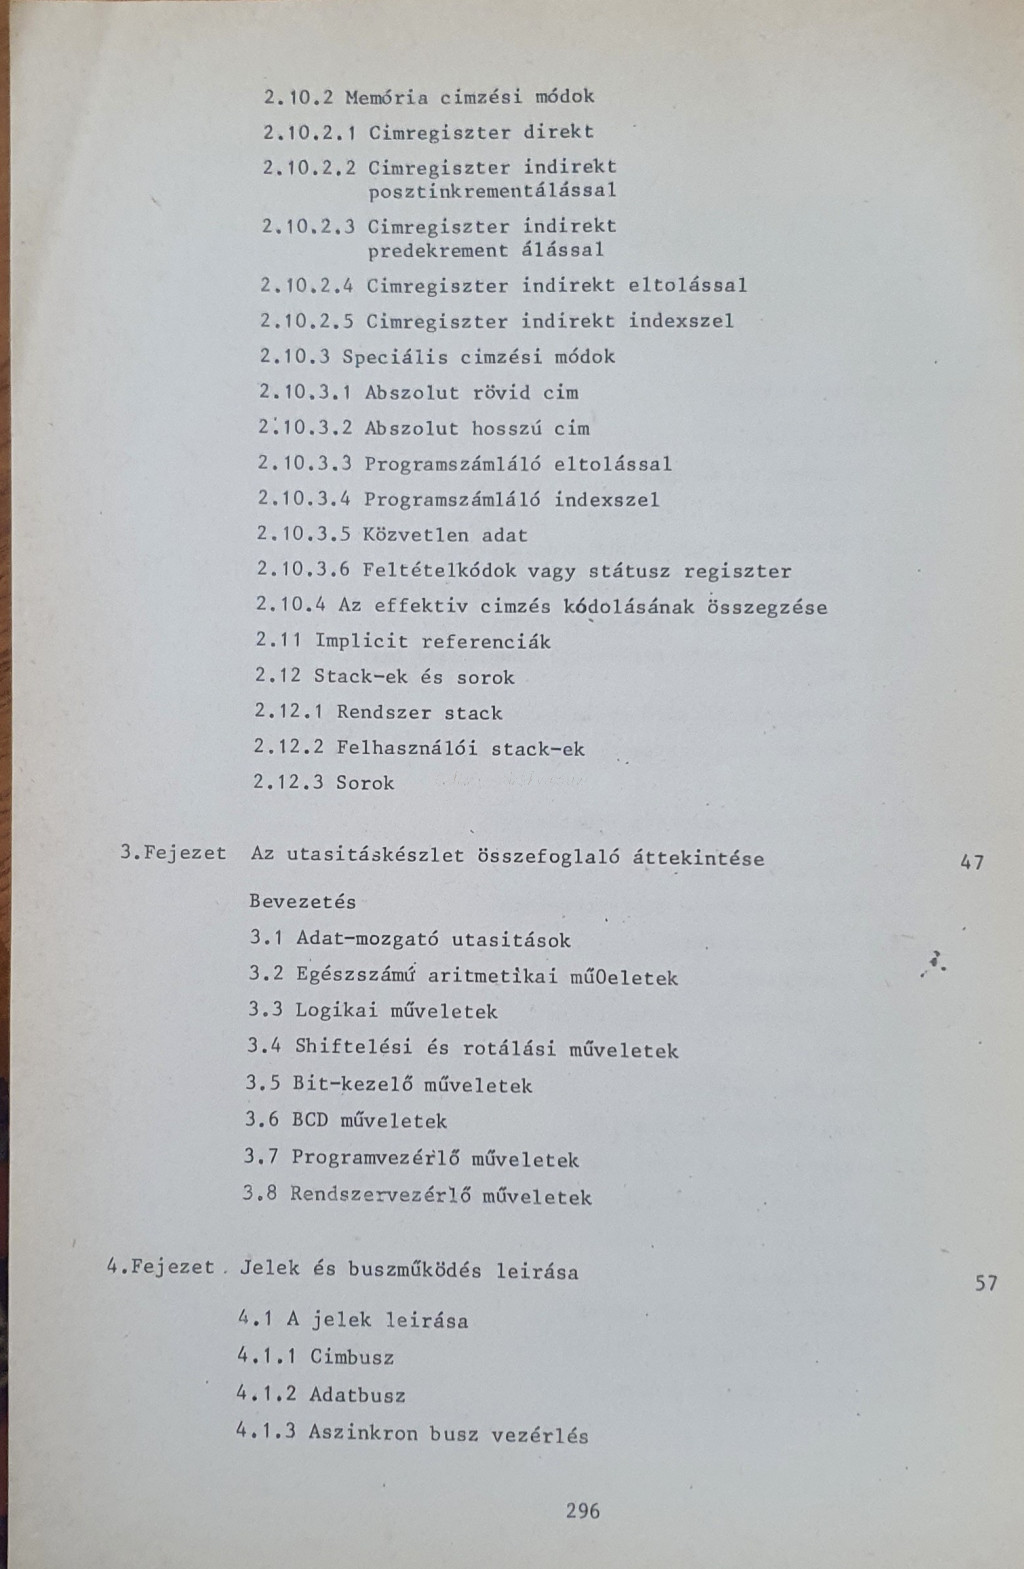 2.10.2 Memória cimzési módok
2.10.2.1 Cimregiszter direkt
2.10.2.2 Cimregiszter indirekt
posztinkrementálással
2.10.2.3 Cimregiszter indirekt
predekrement álással
2.10.2.4 Cimregiszter indirekt eltolással
2.10.2.5 Cimregiszter indirekt indexszel
2.10.3 Speciális cimzési módok
2.10.3.1 Abszolut rövid cim
2.10.3.2 Abszolut hosszú cim
2.10.3.3 Programszámláló eltolással
2.10.3.4 Programszámláló indexszel
2.10.3.5 Közvetlen adat
2.10.3.6 Feltételkódok vagy státusz regiszter
2.10.4 Az effektiv cimzés kódolásának összegzése
2.11 Implicit referenciák
2.12 Stack-ek és sorok
2.12.1 Rendszer stack
2.12.2 Felhasználói stack-ek
2.12.3 Sorok
3.Fejezet Az utasitáskészlet összefoglaló áttekintése 47
Bevezetés
3.1 Adat-mozgató utasitások
3.2 Egészszámű aritmetikai műOeletek
3.3 Logikai műveletek
3.4 Shiftelési és rotálási műveletek
3.5 Bit-kezelő műveletek
3.6 BCD műveletek
3.7 Programvezérlő műveletek
3.8 Rendszervezérlő műveletek
4.Fejezet Jelek és buszműködés leirása 57
4.1 A jelek leirása
4.1.1 Cimbusz
4.1.2 Adatbusz
4.1.3 Aszinkron busz vezérlés
296